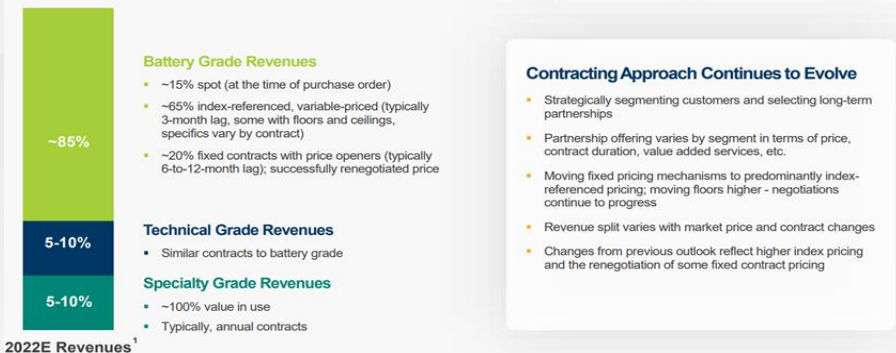 ~85%
5-10%
5-10%
2022E Revenues1
Battery Grade Revenues
▪ ~15% spot (at the time of purchase order)
▪ ~65% index-referenced, variable-priced (typically
3-month lag, some with floors and ceilings,
specifics vary by contract)
▪ ~20% fixed contracts with price openers (typically
6-to-12-month lag); successfully renegotiated price
Technical Grade Revenues
▪ Similar contracts to battery grade
Specialty Grade Revenues
▪ ~100% value in use
▪ Typically, annual contracts
Contracting Approach Continues to Evolve
▪ Strategically segmenting customers and selecting long-term
partnerships
▪ Partnership offering varies by segment in terms of price,
contract duration, value added services, etc.
▪ Moving fixed pricing mechanisms to predominantly index-
referenced pricing; moving floors higher - negotiations
continue to progress
▪ Revenue split varies with market price and contract changes
▪ Changes from previous outlook reflect higher index pricing
and the renegotiation of some fixed contract pricing